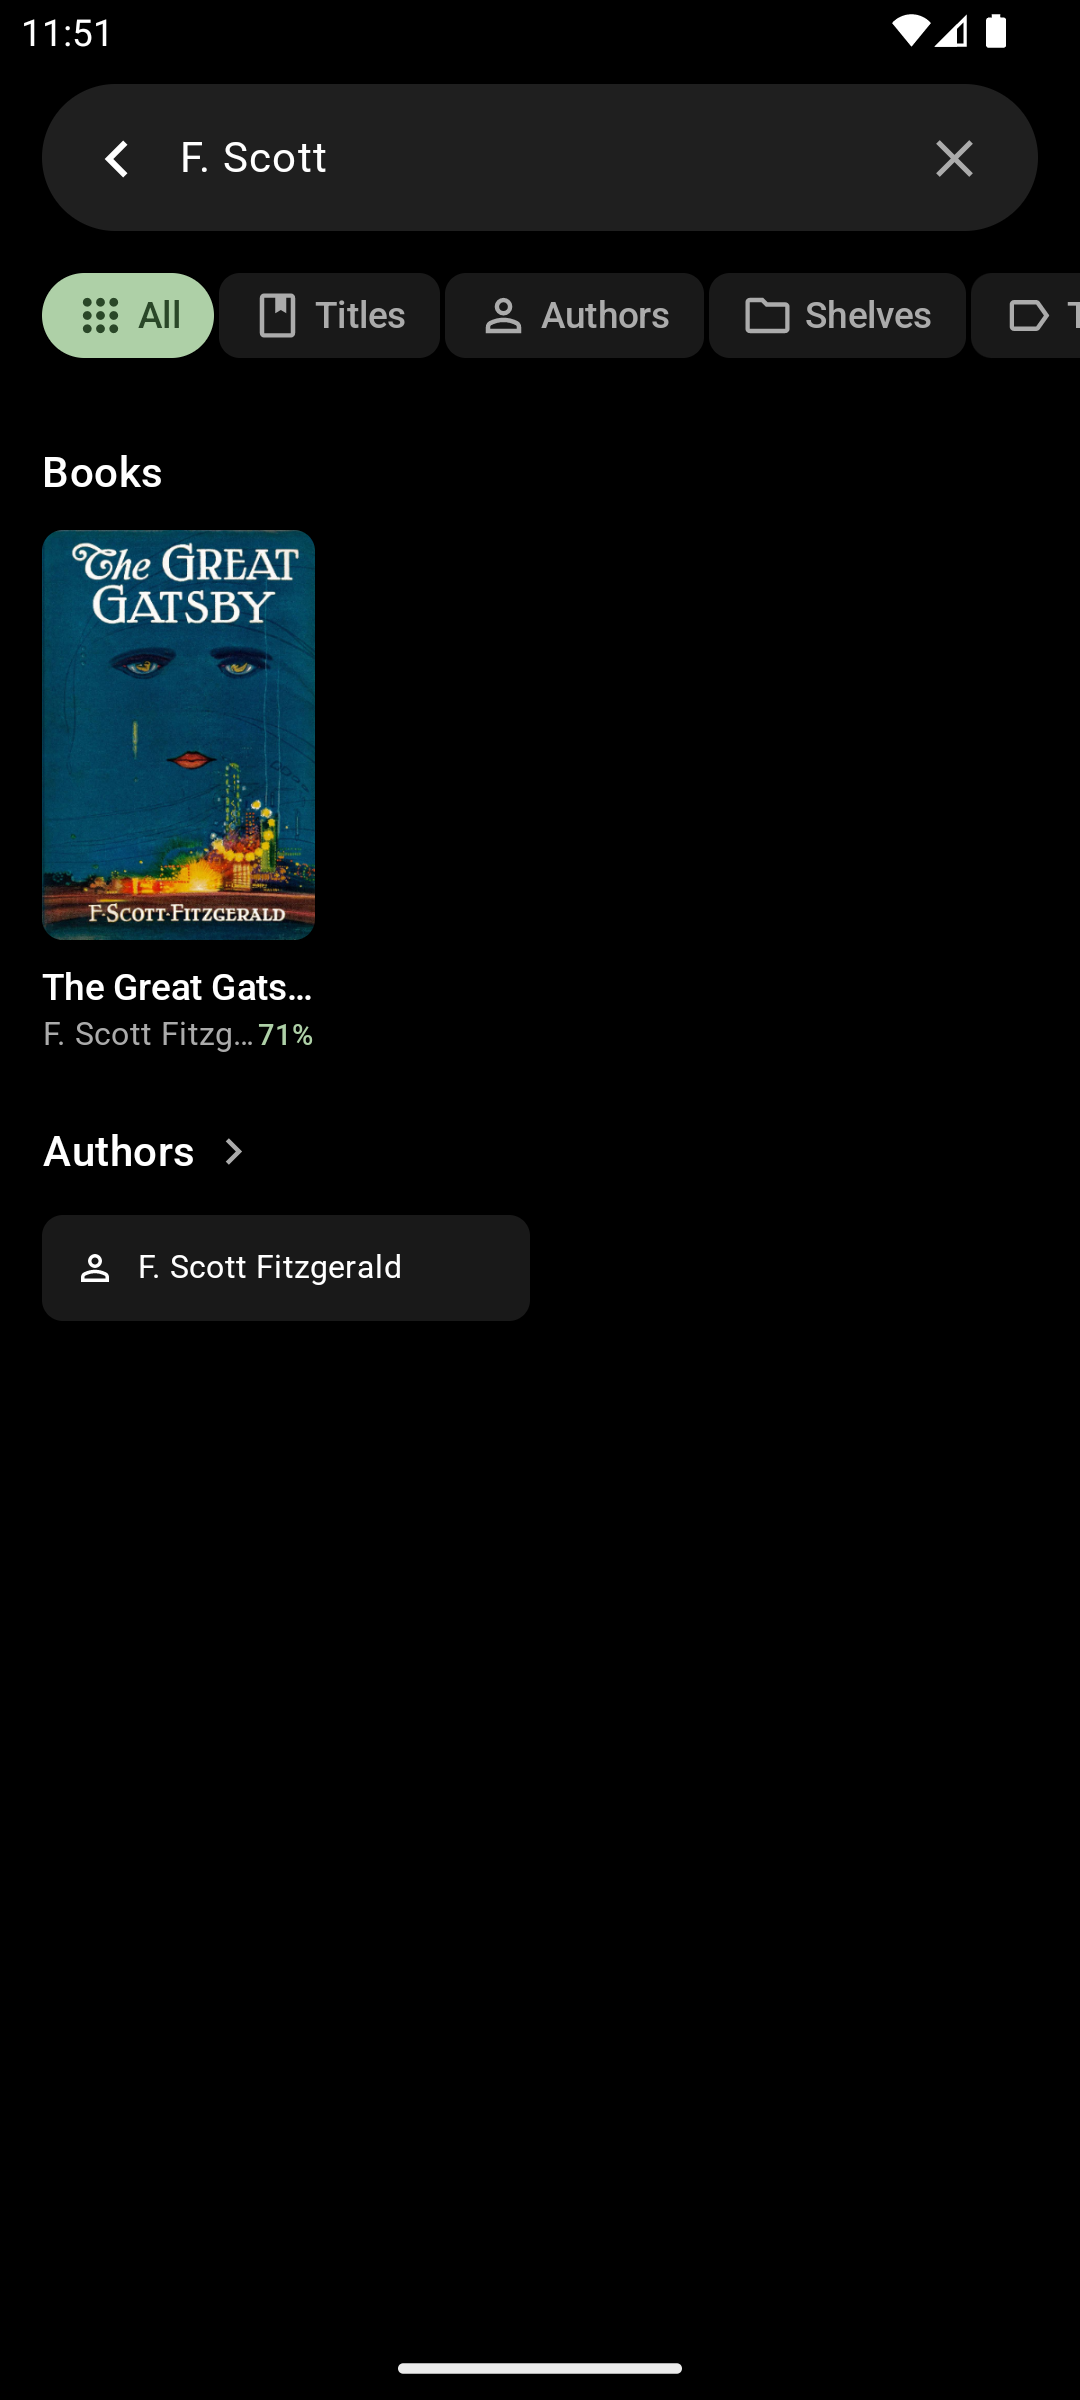 11:51
F. Scott
All
Titles
Authors
Shelves
T
Books
The GREAT
GATSBY
F·SCOTT·FITZGERALD
The Great Gats...
F. Scott Fitzg... 71%
Authors
F. Scott Fitzgerald